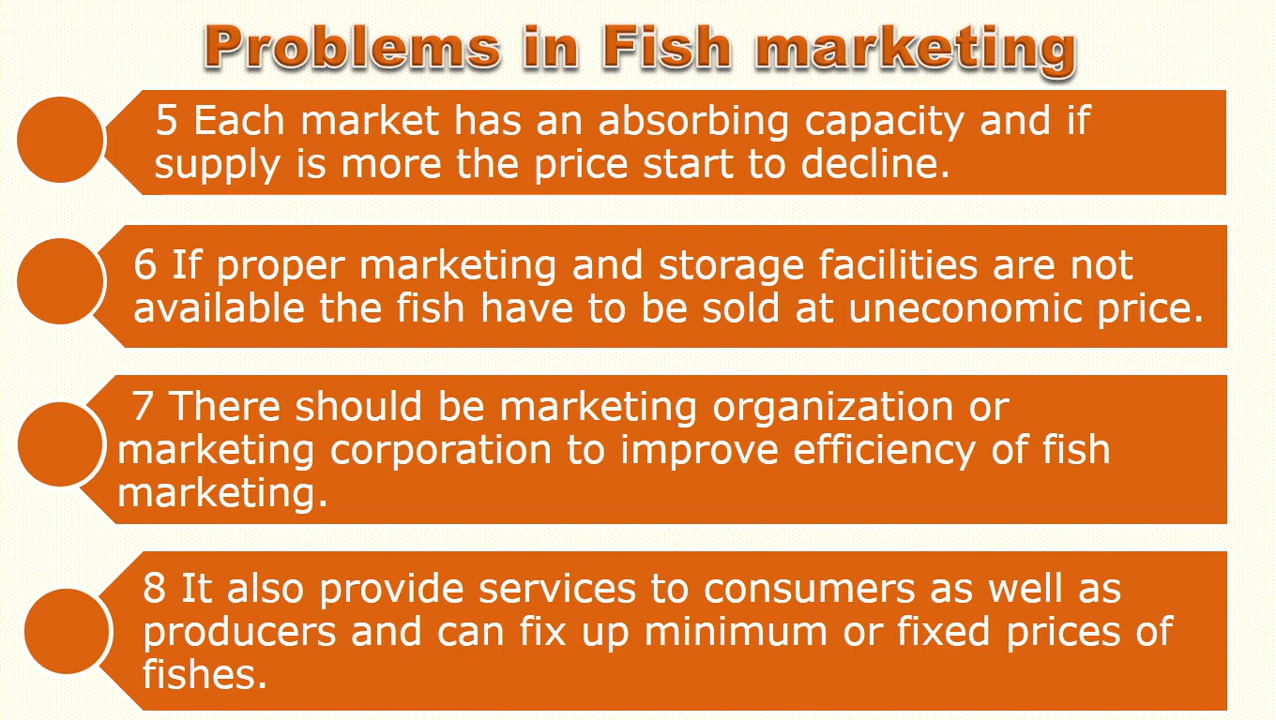 Problems in Fish marketing
5 Each market has an absorbing capacity and if
supply is more the price start to decline.
6 If proper marketing and storage facilities are not
available the fish have to be sold at uneconomic price.
7 There should be marketing organization or
marketing corporation to improve efficiency of fish
marketing.
8 It also provide services to consumers as well as
producers and can fix up minimum or fixed prices of
fishes.